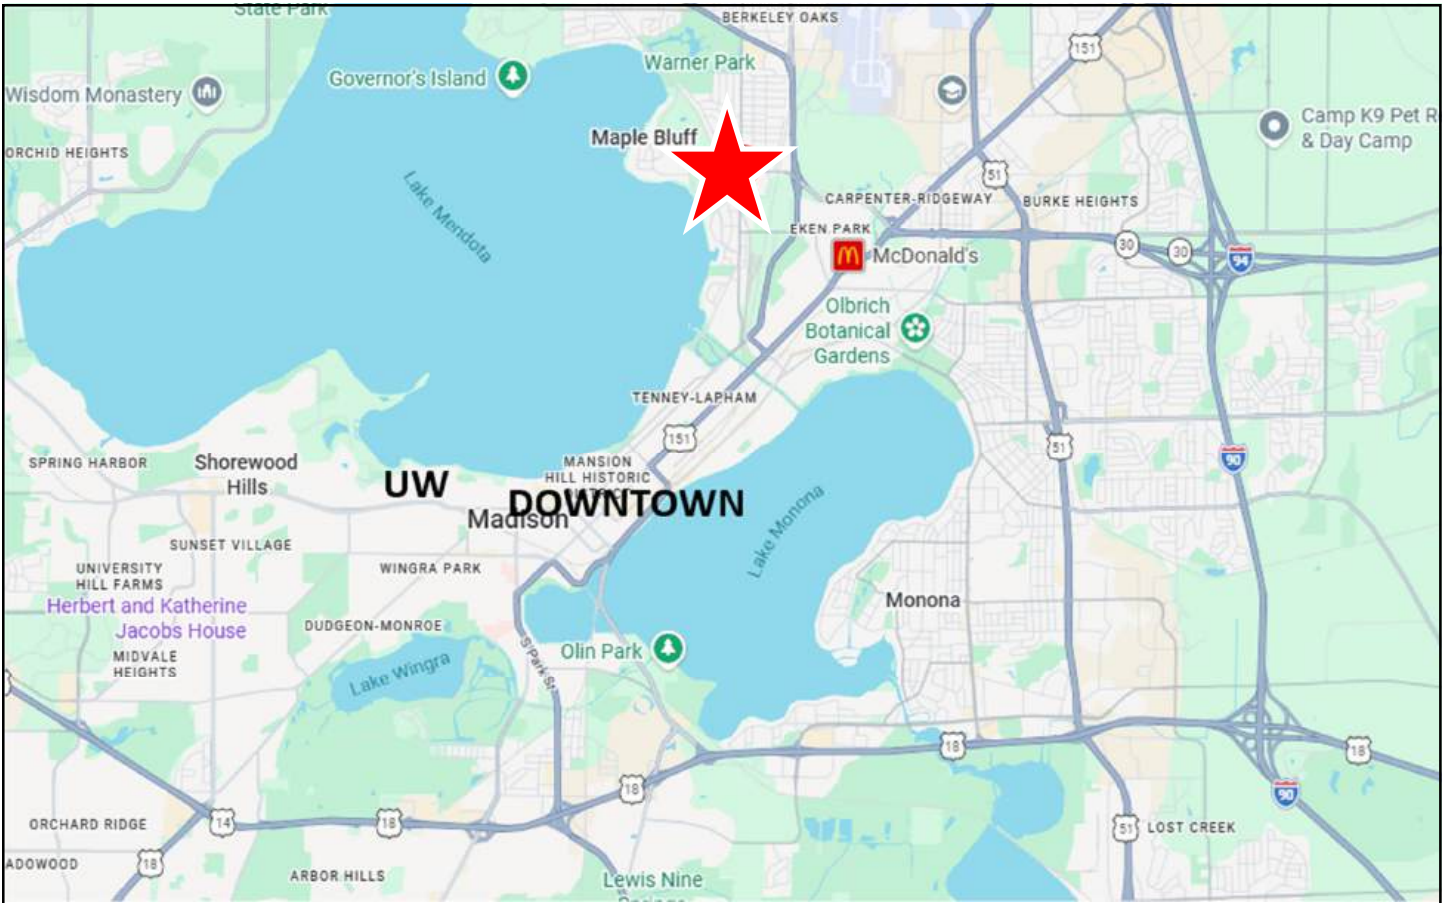 State Park
BERKELEY OAKS
151
Warner Park
Governor's Island
Wisdom Monastery
Camp K9 Pet R
& Day Camp
Maple Bluff
ORCHID HEIGHTS
51
CARPENTER-RIDGEWAY
BURKE HEIGHTS
Lake Mendota
EKEN PARK
McDonald's
30
30
94
Olbrich
Botanical
Gardens
TENNEY-LAPHAM
151
51
90
SPRING HARBOR
Shorewood
Hills
MANSION
HILL HISTORIC
UW
DOWNTOWN
Madison
Lake Monona
SUNSET VILLAGE
UNIVERSITY
HILL FARMS
WINGRA PARK
Herbert and Katherine
Jacobs House
Monona
DUDGEON-MONROE
MIDVALE
HEIGHTS
Olin Park
S Park St
Lake Wingra
18
18
18
90
ORCHARD RIDGE
14
18
51
LOST CREEK
ADOWOOD
18
ARBOR HILLS
Lewis Nine